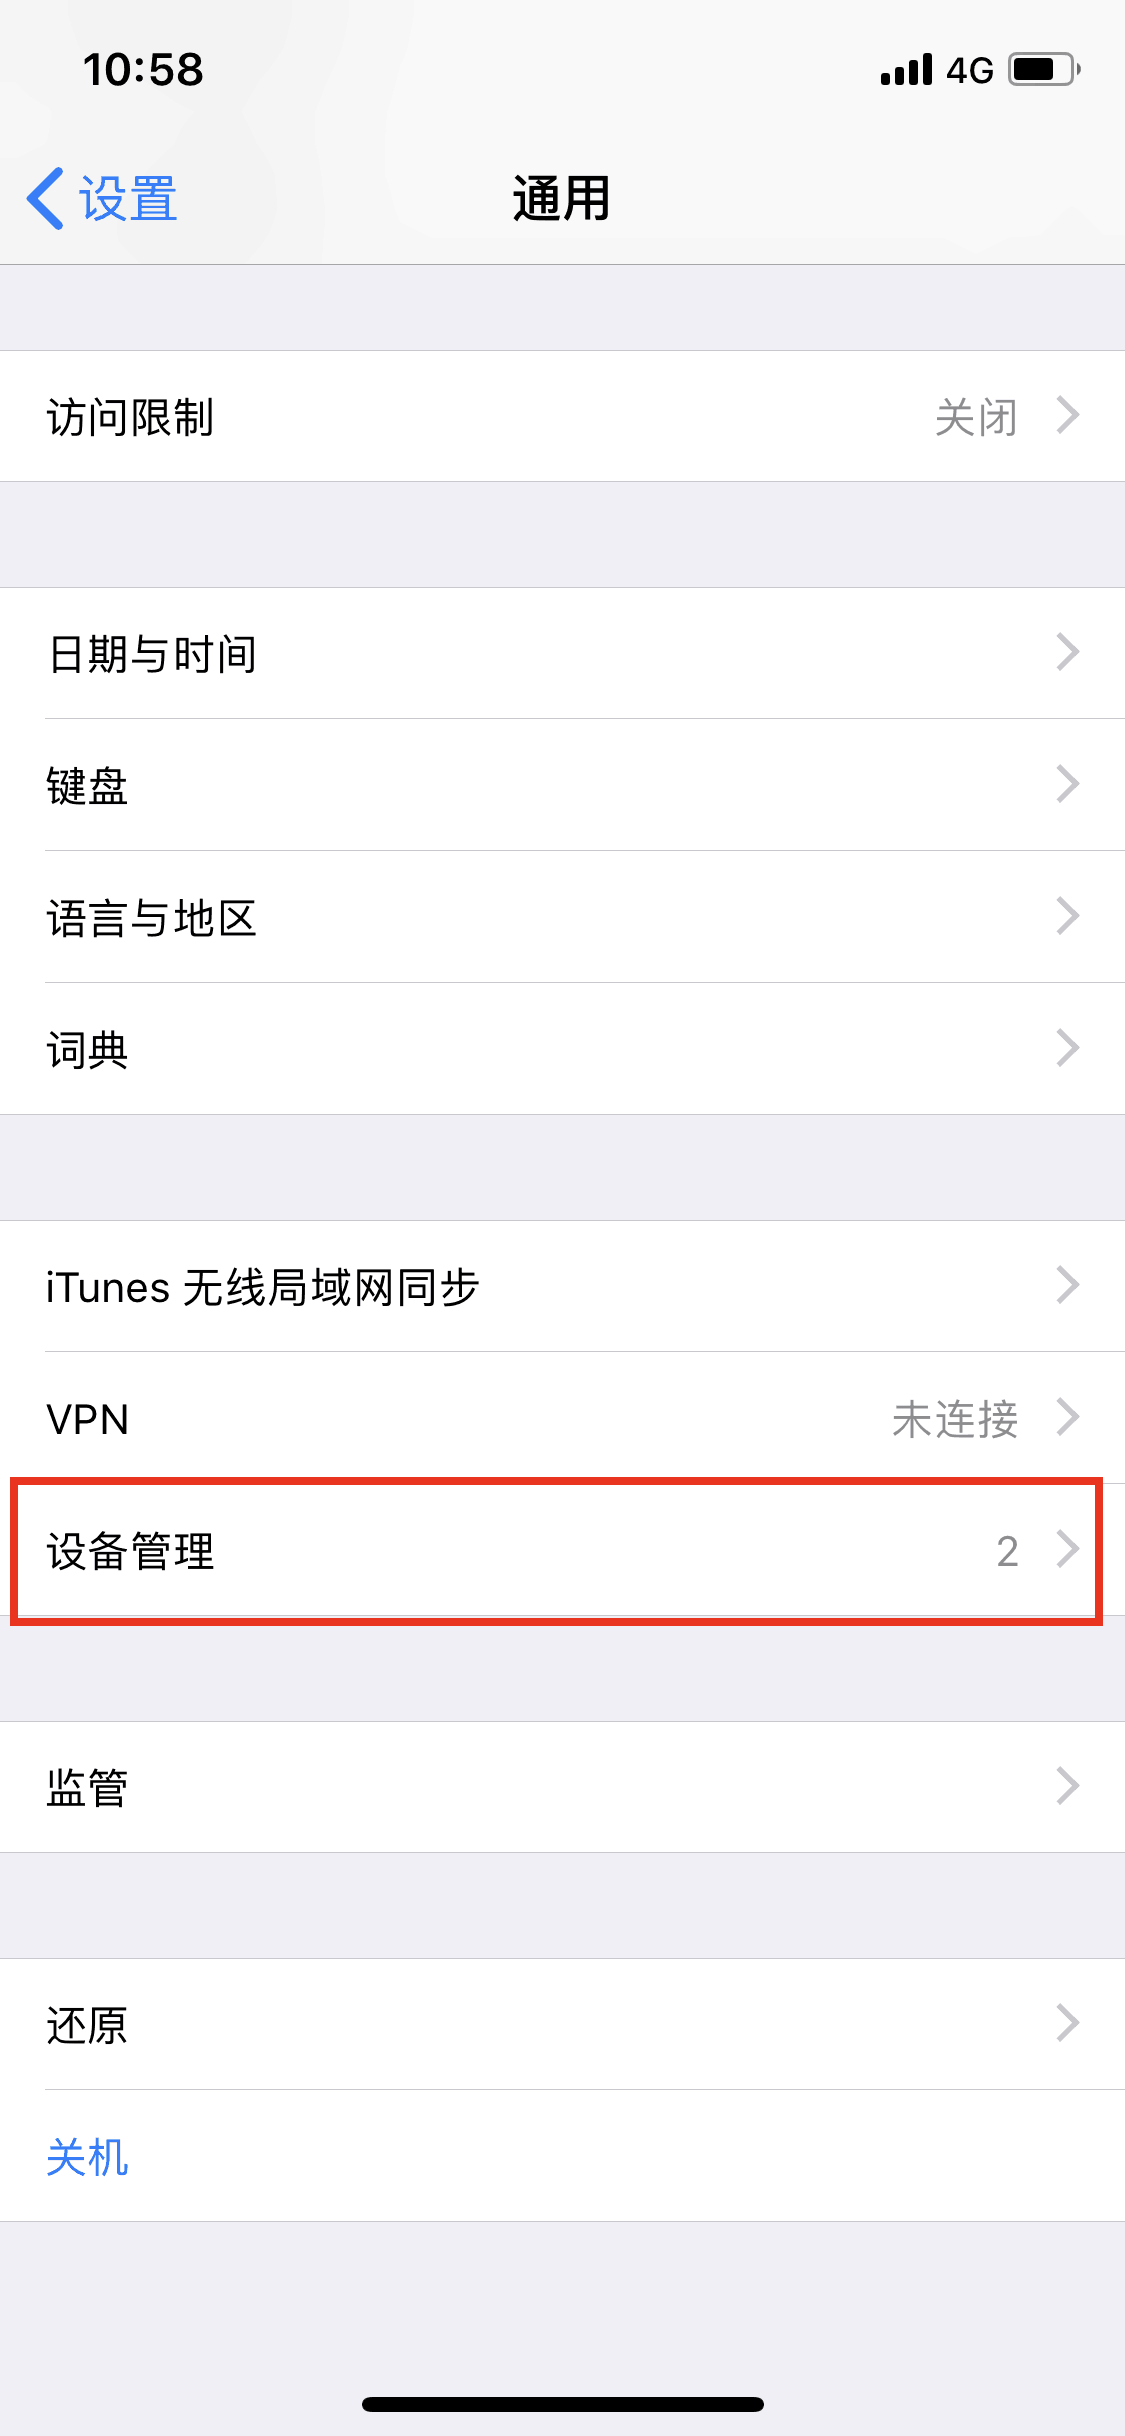 10:58 4G
设置 通用
访问限制 关闭
日期与时间
键盘
语言与地区
词典
iTunes 无线局域网同步
VPN 未连接
设备管理 2
监管
还原
关机